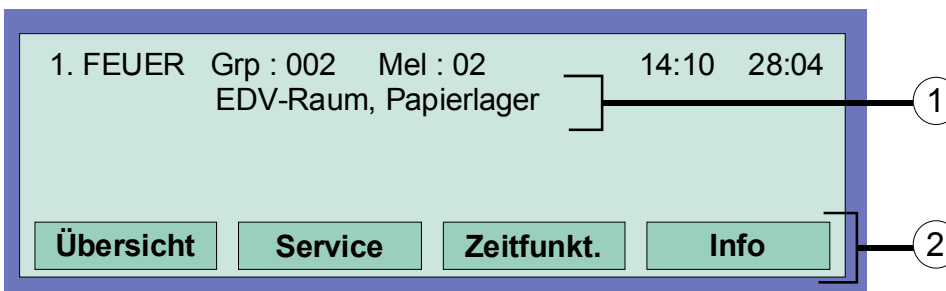 1. FEUER Grp : 002 Mel : 02 14:10 28:04
EDV-Raum, Papierlager
1
Übersicht Service Zeitfunkt. Info
2